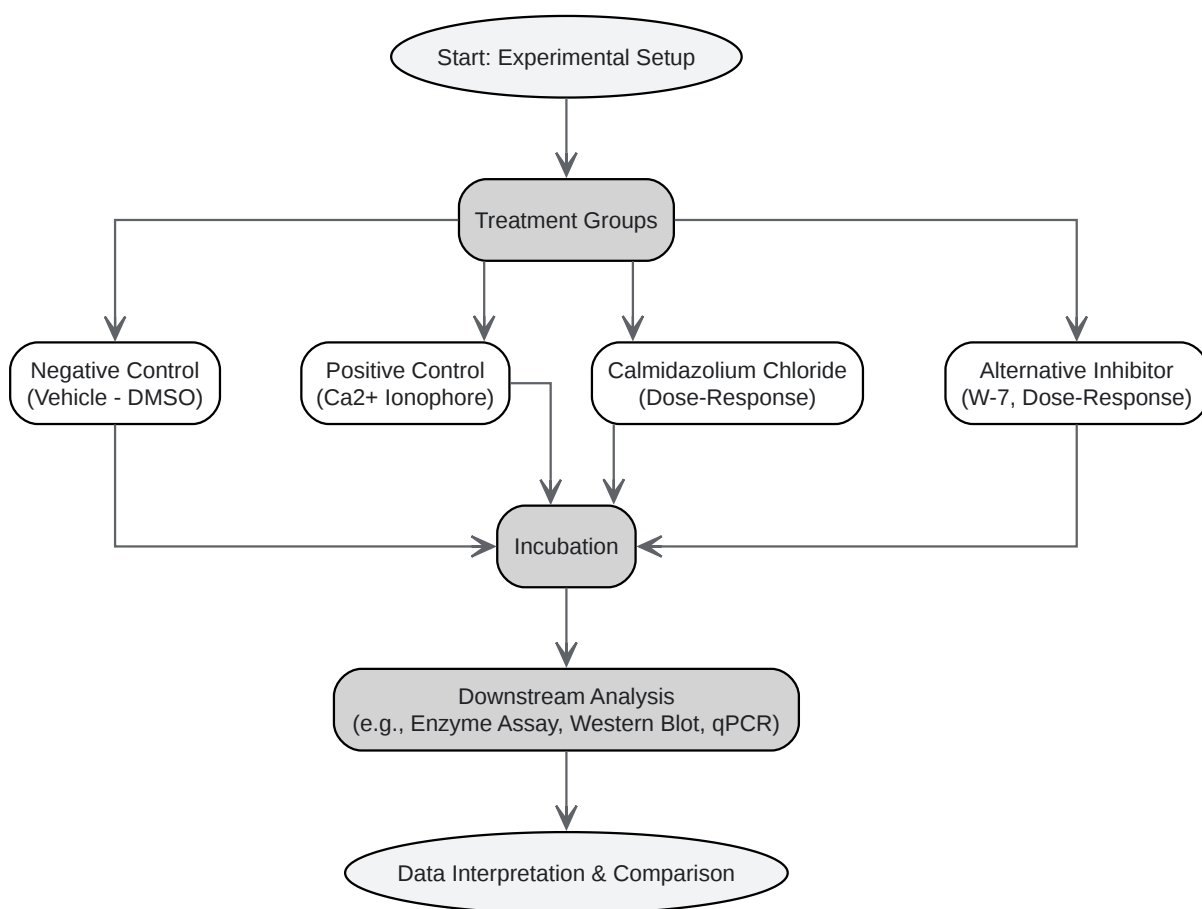 Start: Experimental Setup
Treatment Groups
Negative Control
(Vehicle - DMSO)
Positive Control
(Ca2+ Ionophore)
Calmidazolium Chloride
(Dose-Response)
Alternative Inhibitor
(W-7, Dose-Response)
Incubation
Downstream Analysis
(e.g., Enzyme Assay, Western Blot, qPCR)
Data Interpretation & Comparison